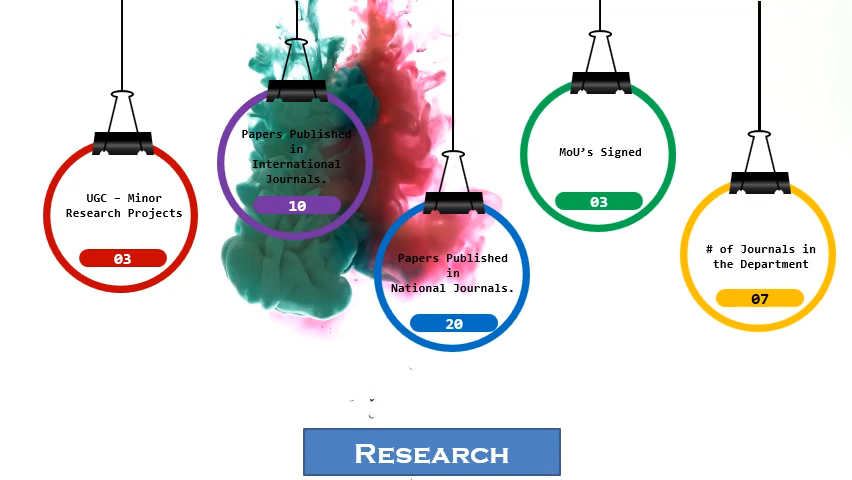 UGC – Minor
Research Projects
03
Papers Published
in
International
Journals.
10
Papers Published
in
National Journals.
20
MoU’s Signed
03
# of Journals in
the Department
07
RESEARCH